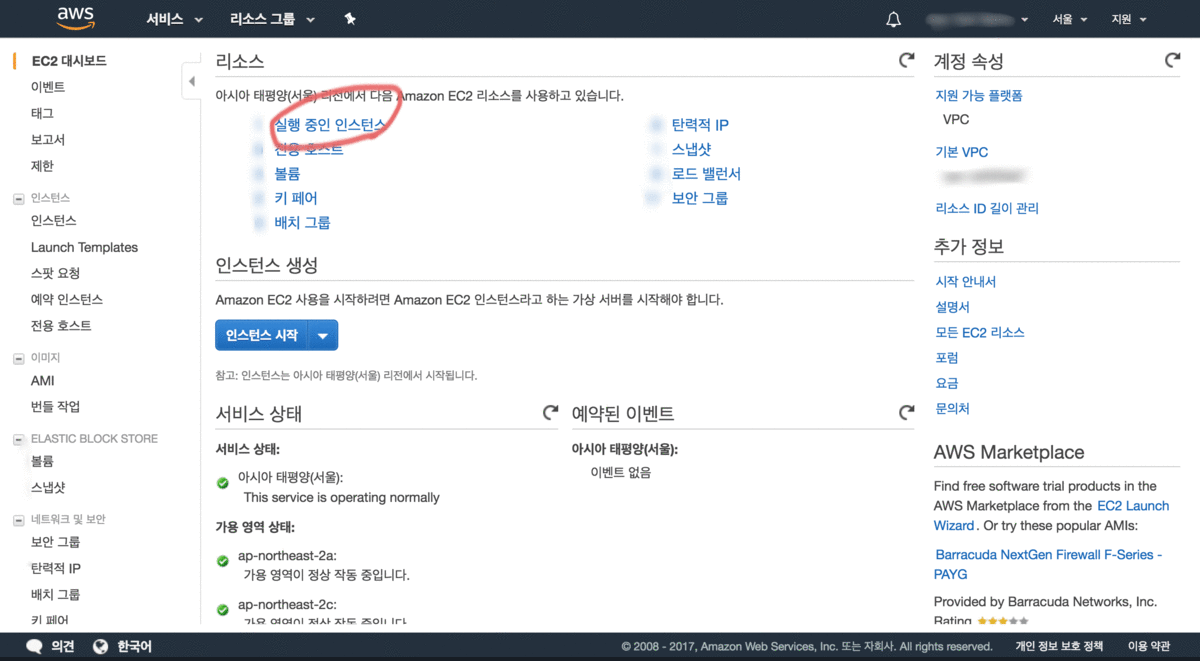 aws
서비스
리소스 그룹
서울
지원
EC2 대시보드
이벤트
태그
보고서
제한
인스턴스
인스턴스
Launch Templates
스팟 요청
예약 인스턴스
전용 호스트
이미지
AMI
번들 작업
ELASTIC BLOCK STORE
볼륨
스냅샷
네트워크 및 보안
보안 그룹
탄력적 IP
배치 그룹
키 페어
리소스
아시아 태평양(서울) 리전에서 다음 Amazon EC2 리소스를 사용하고 있습니다.
실행 중인 인스턴스
전용 호스트
볼륨
키 페어
배치 그룹
탄력적 IP
스냅샷
로드 밸런서
보안 그룹
인스턴스 생성
Amazon EC2 사용을 시작하려면 Amazon EC2 인스턴스라고 하는 가상 서버를 시작해야 합니다.
인스턴스 시작
참고: 인스턴스는 아시아 태평양(서울) 리전에서 시작됩니다.
서비스 상태
서비스 상태:
아시아 태평양(서울):
This service is operating normally
가용 영역 상태:
ap-northeast-2a:
가용 영역이 정상 작동 중입니다.
ap-northeast-2c:
가용 영역이 정상 작동 중입니다.
예약된 이벤트
아시아 태평양(서울):
이벤트 없음
계정 속성
지원 가능 플랫폼
VPC
기본 VPC
리소스 ID 길이 관리
추가 정보
시작 안내서
설명서
모든 EC2 리소스
포럼
요금
문의처
AWS Marketplace
Find free software trial products in the
AWS Marketplace from the EC2 Launch
Wizard. Or try these popular AMIs:
Barracuda NextGen Firewall F-Series -
PAYG
Provided by Barracuda Networks, Inc.
Rating
의견
한국어
© 2008 - 2017, Amazon Web Services, Inc. 또는 자회사. All rights reserved.
개인 정보 보호 정책
이용 약관